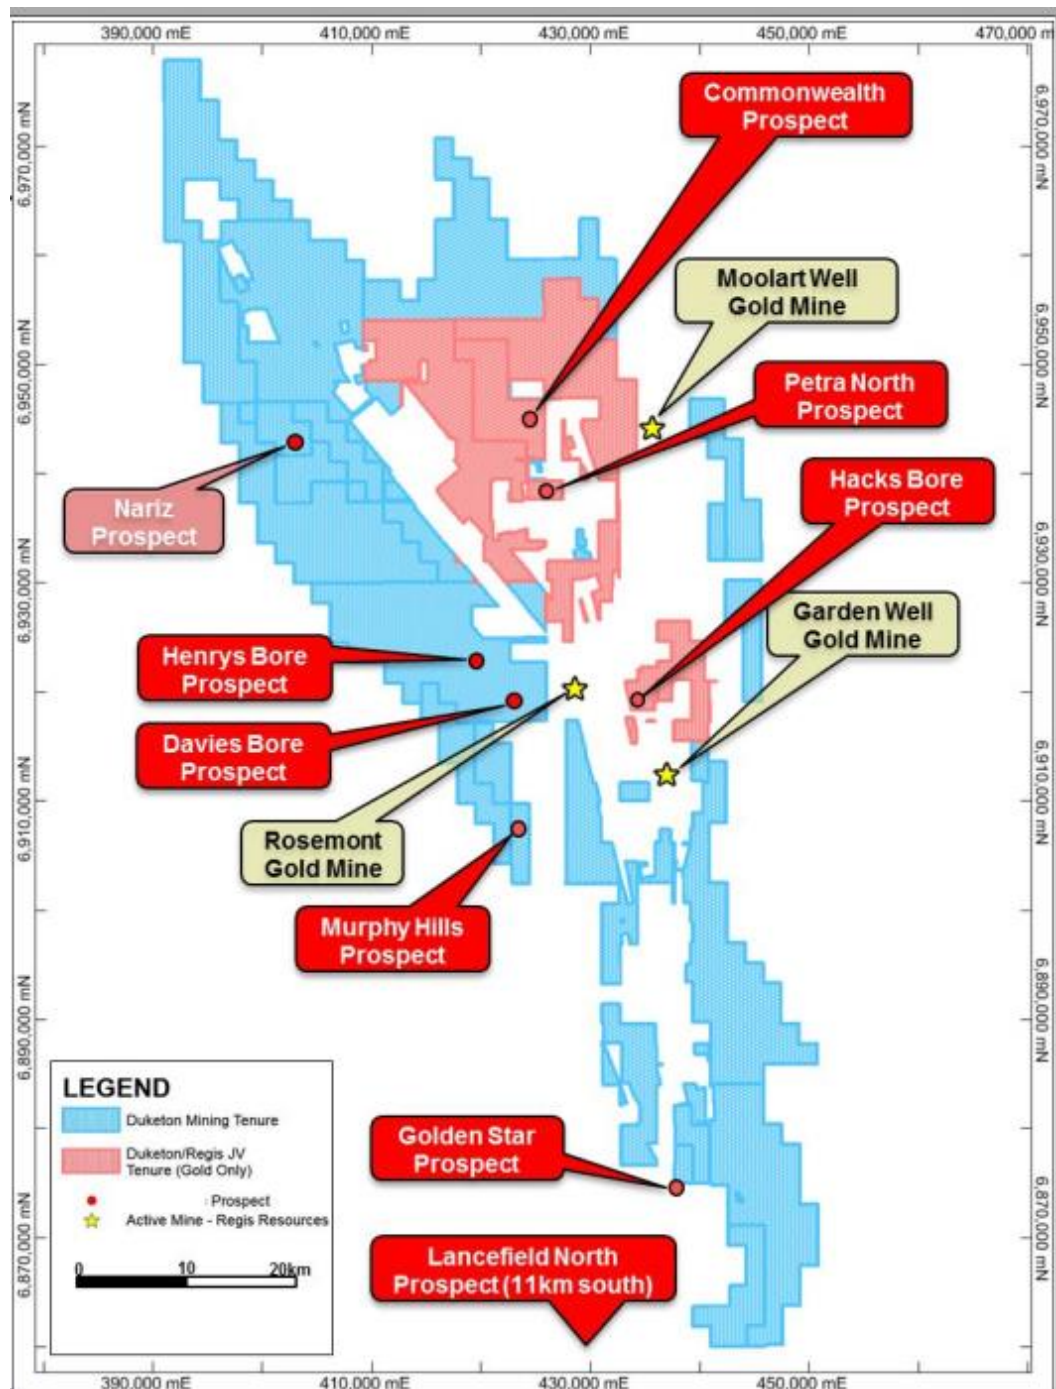 390,000 mE
410,000 mE
430,000 mE
450,000 mE
470,000 m
6,970,000 mN
6,970,000 mN
Commonwealth
Prospect
Moolart Well
Gold Mine
6,950,000 mN
6,950,000 mN
Petra North
Prospect
Hacks Bore
Prospect
Nariz
Prospect
6,930,000 mN
6,930,000 mN
Garden Well
Gold Mine
Henrys Bore
Prospect
Davies Bore
Prospect
6,910,000 mN
6,910,000 mN
Rosemont
Gold Mine
Murphy Hills
Prospect
6,890,000 mN
6,890,000 mN
LEGEND
Duketon Mining Tenure
Duketon/Regis JV
Tenure (Gold Only)
: Prospect
Active Mine - Regis Resources
0 10 20km
Golden Star
Prospect
6,870,000 mN
6,870,000 mN
Lancefield North
Prospect (11km south)
390,000 mE
410,000 mE
430,000 mE
450,000 mE